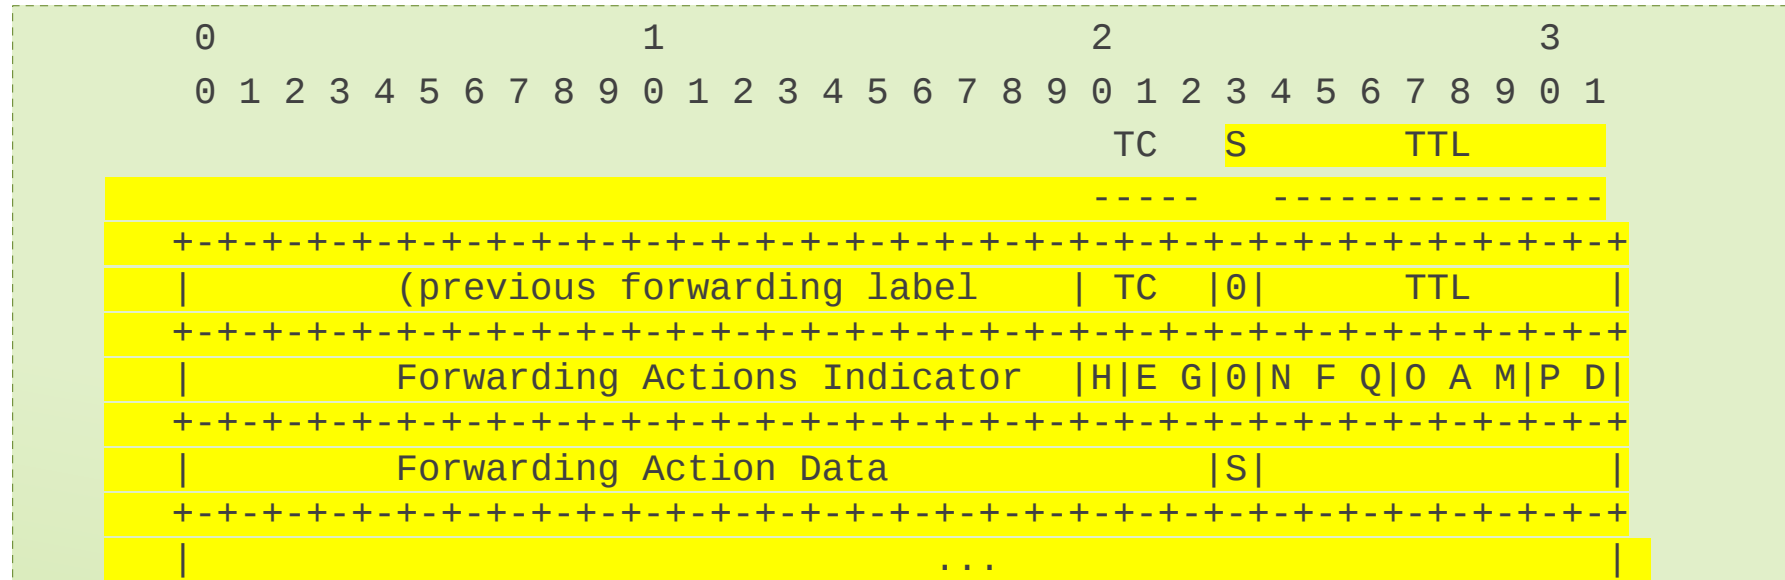 0                   1                   2                   3
0 1 2 3 4 5 6 7 8 9 0 1 2 3 4 5 6 7 8 9 0 1 2 3 4 5 6 7 8 9 0 1
TC   S       TTL
-----   ---------------
+-+-+-+-+-+-+-+-+-+-+-+-+-+-+-+-+-+-+-+-+-+-+-+-+-+-+-+-+-+-+-+-+
|         (previous forwarding label    | TC  |0|      TTL      |
+-+-+-+-+-+-+-+-+-+-+-+-+-+-+-+-+-+-+-+-+-+-+-+-+-+-+-+-+-+-+-+-+
|         Forwarding Actions Indicator  |H|E G|0|N F Q|O A M|P D|
+-+-+-+-+-+-+-+-+-+-+-+-+-+-+-+-+-+-+-+-+-+-+-+-+-+-+-+-+-+-+-+-+
|         Forwarding Action Data              |S|               |
+-+-+-+-+-+-+-+-+-+-+-+-+-+-+-+-+-+-+-+-+-+-+-+-+-+-+-+-+-+-+-+-+
|                                 ...                           |